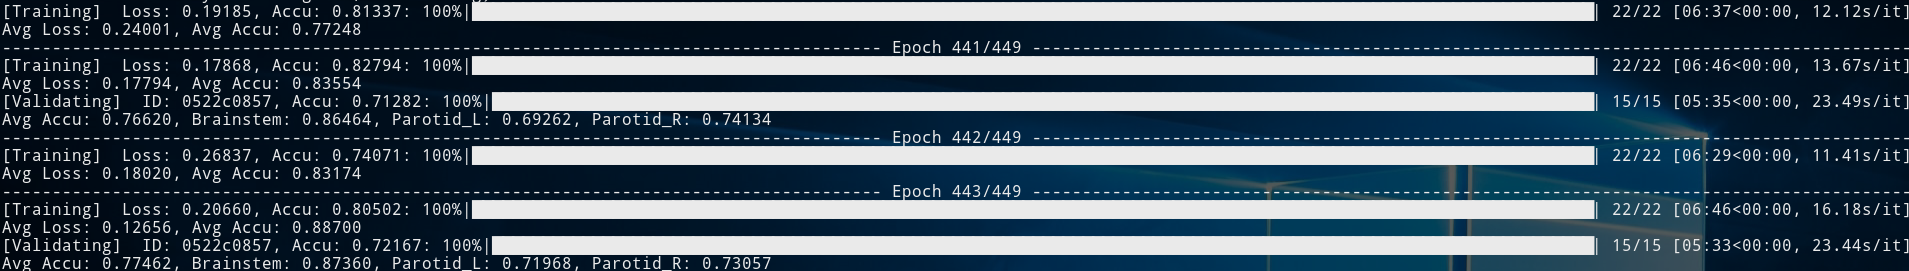 [Training]  Loss: 0.19185, Accu: 0.81337: 100%| | 22/22 [06:37<00:00, 12.12s/it]
Avg Loss: 0.24001, Avg Accu: 0.77248
---------------------------------------------------------------------------------------- Epoch 441/449 ----------------------------------------------------------------------------------------
[Training]  Loss: 0.17868, Accu: 0.82794: 100%| | 22/22 [06:46<00:00, 13.67s/it]
Avg Loss: 0.17794, Avg Accu: 0.83554
[Validating]  ID: 0522c0857, Accu: 0.71282: 100%| | 15/15 [05:35<00:00, 23.49s/it]
Avg Accu: 0.76620, Brainstem: 0.86464, Parotid_L: 0.69262, Parotid_R: 0.74134
---------------------------------------------------------------------------------------- Epoch 442/449 ----------------------------------------------------------------------------------------
[Training]  Loss: 0.26837, Accu: 0.74071: 100%| | 22/22 [06:29<00:00, 11.41s/it]
Avg Loss: 0.18020, Avg Accu: 0.83174
---------------------------------------------------------------------------------------- Epoch 443/449 ----------------------------------------------------------------------------------------
[Training]  Loss: 0.20660, Accu: 0.80502: 100%| | 22/22 [06:46<00:00, 16.18s/it]
Avg Loss: 0.12656, Avg Accu: 0.88700
[Validating]  ID: 0522c0857, Accu: 0.72167: 100%| | 15/15 [05:33<00:00, 23.44s/it]
Avg Accu: 0.77462, Brainstem: 0.87360, Parotid_L: 0.71968, Parotid_R: 0.73057